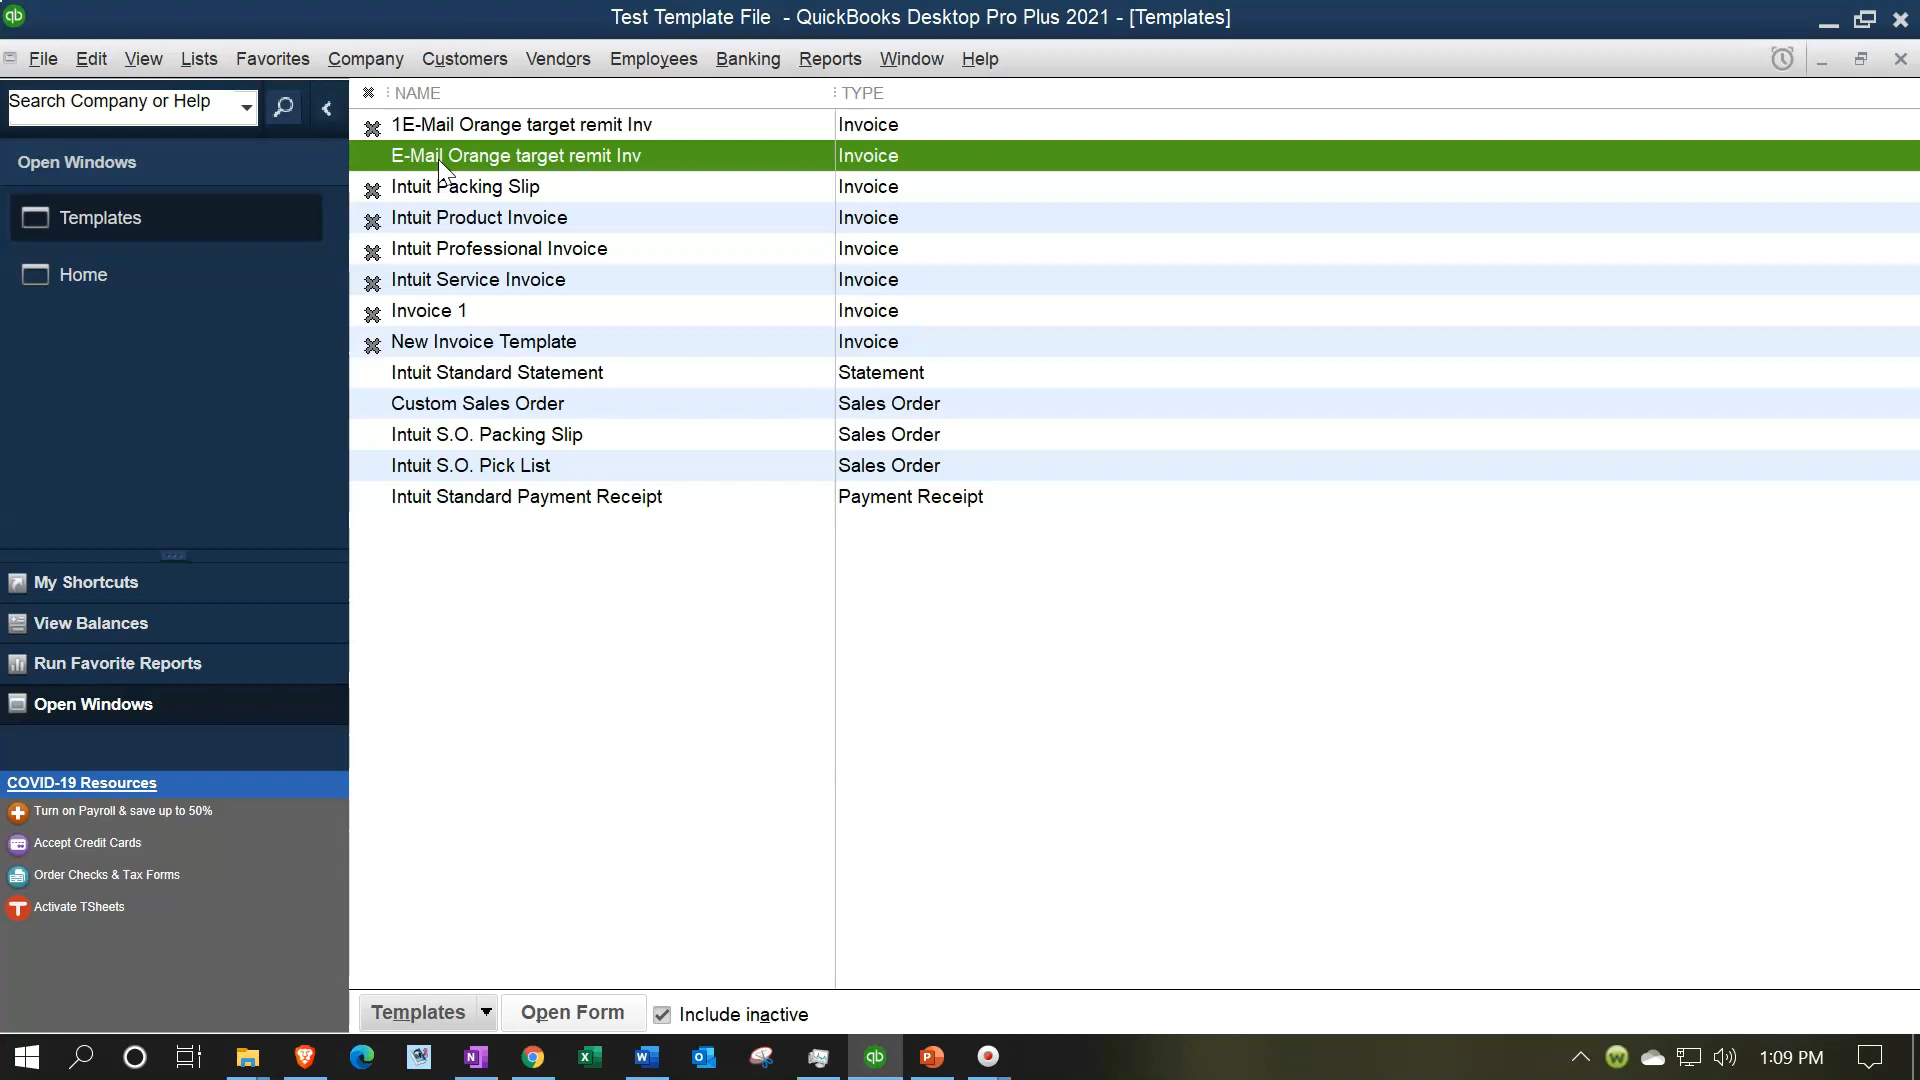 qb
Test Template File - QuickBooks Desktop Pro Plus 2021 - [Templates]
File Edit View Lists Favorites Company Customers Vendors Employees Banking Reports Window Help
Search Company or Help
Open Windows
Templates
Home
My Shortcuts
View Balances
Run Favorite Reports
Open Windows
COVID-19 Resources
Turn on Payroll & save up to 50%
Accept Credit Cards
Order Checks & Tax Forms
Activate TSheets
NAME TYPE
1E-Mail Orange target remit Inv Invoice
E-Mail Orange target remit Inv Invoice
Intuit Packing Slip Invoice
Intuit Product Invoice Invoice
Intuit Professional Invoice Invoice
Intuit Service Invoice Invoice
Invoice 1 Invoice
New Invoice Template Invoice
Intuit Standard Statement Statement
Custom Sales Order Sales Order
Intuit S.O. Packing Slip Sales Order
Intuit S.O. Pick List Sales Order
Intuit Standard Payment Receipt Payment Receipt
Templates Open Form Include inactive
1:09 PM